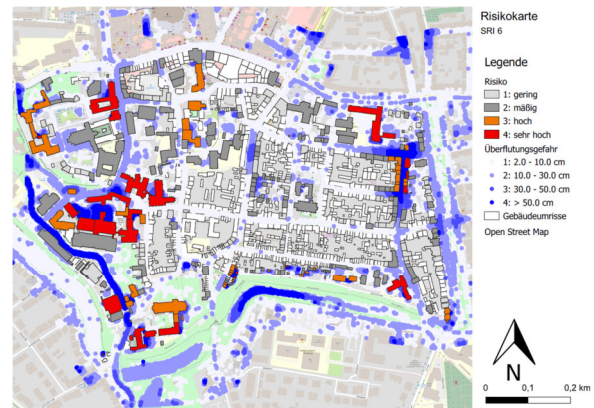 Risikokarte
SRI 6
Legende
Risiko
1: gering
2: mäßig
3: hoch
4: sehr hoch
Überflutungsgefahr
1: 2.0 - 10.0 cm
2: 10.0 - 30.0 cm
3: 30.0 - 50.0 cm
4: > 50.0 cm
Gebäudeumrisse
Open Street Map
N
0 0,1 0,2 km